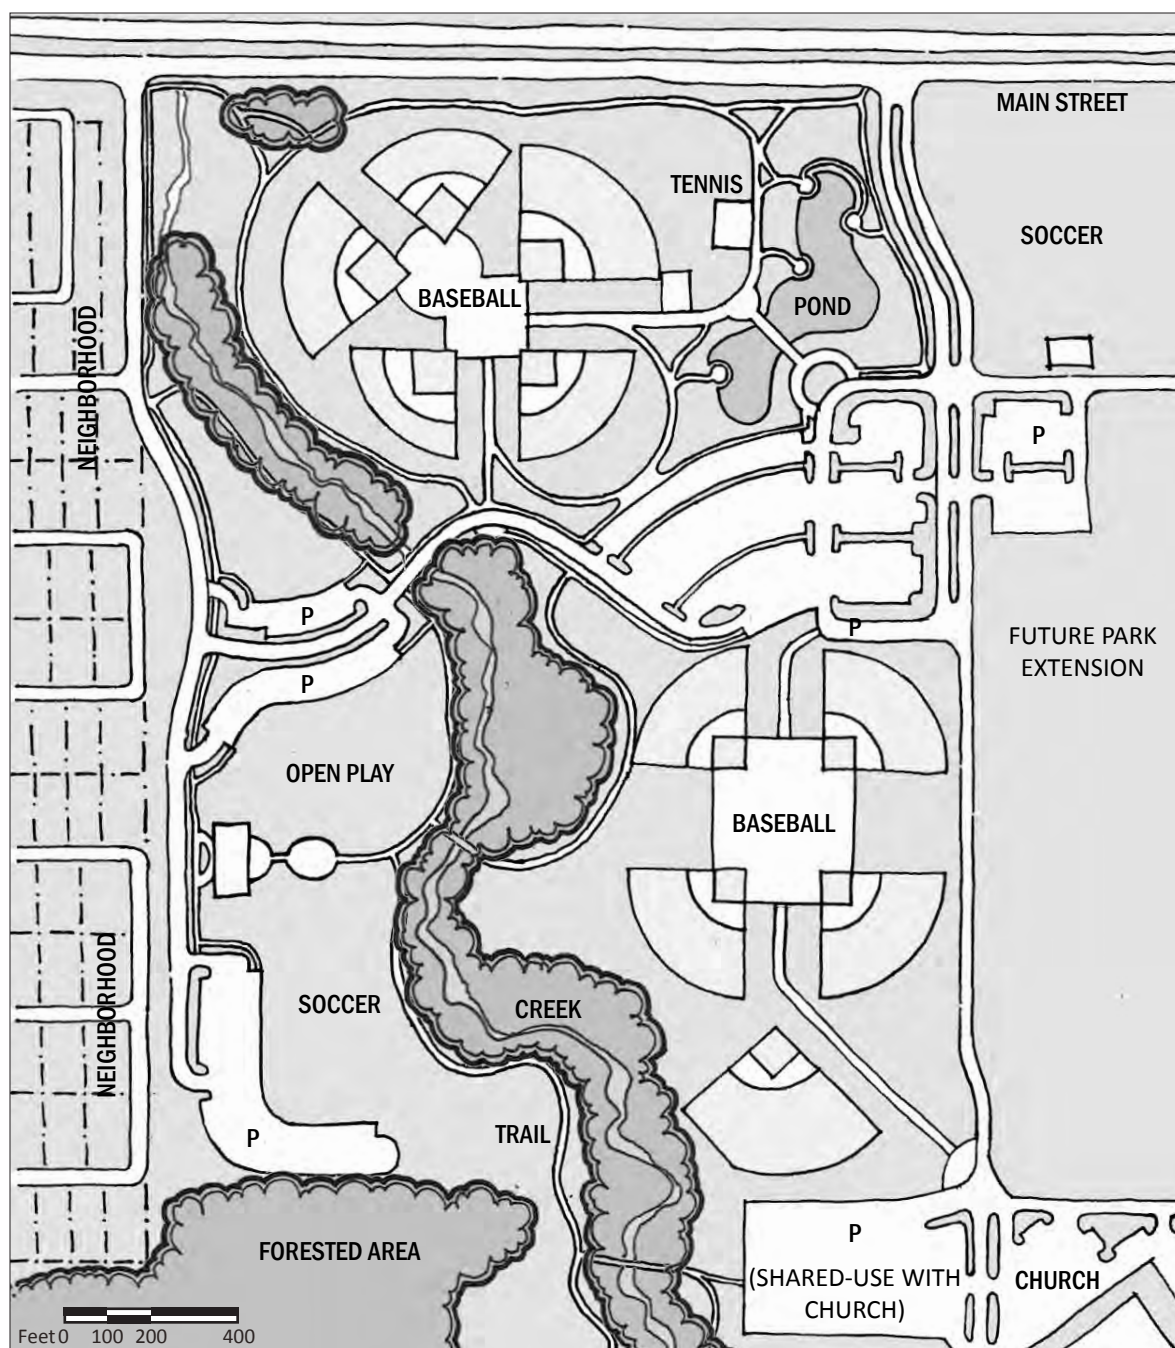 MAIN STREET
TENNIS
SOCCER
BASEBALL
POND
NEIGHBORHOOD
P
P
P
P
FUTURE PARK
EXTENSION
OPEN PLAY
BASEBALL
NEIGHBORHOOD
SOCCER
CREEK
TRAIL
P
FORESTED AREA
P
(SHARED-USE WITH
CHURCH)
CHURCH
Feet 0 100 200 400